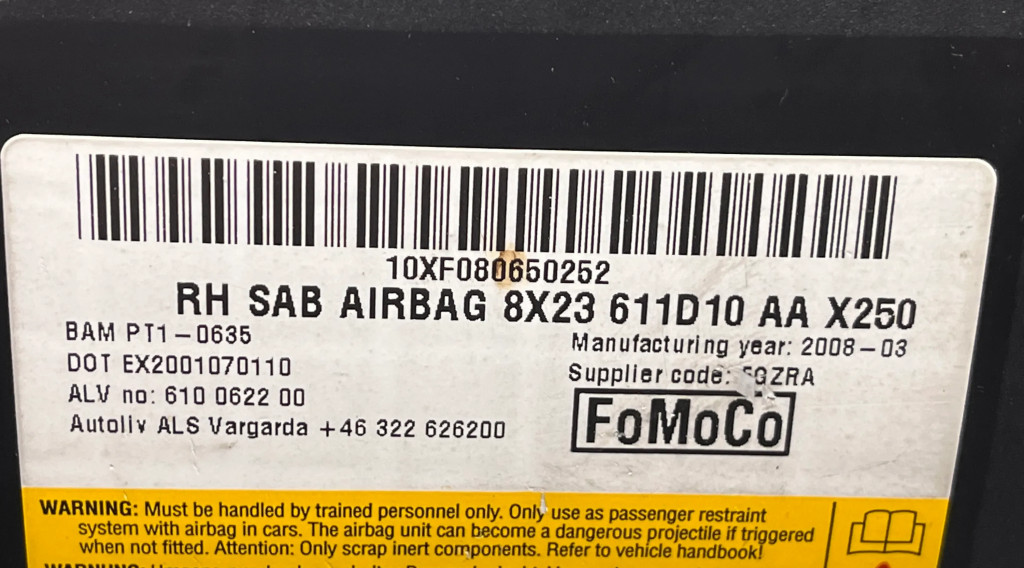 10XF080650252
RH SAB AIRBAG 8X23 611D10 AA X250
BAM PT1-0635
DOT EX2001070110
ALV no: 610 0622 00
Autoliv ALS Vargarda +46 322 626200
Manufacturing year: 2008-03
Supplier code:
FoMoCo
WARNING: Must be handled by trained personnel only. Only use as passenger restraint
system with airbag in cars. The airbag unit can become a dangerous projectile if triggered
when not fitted. Attention: Only scrap inert components. Refer to vehicle handbook!